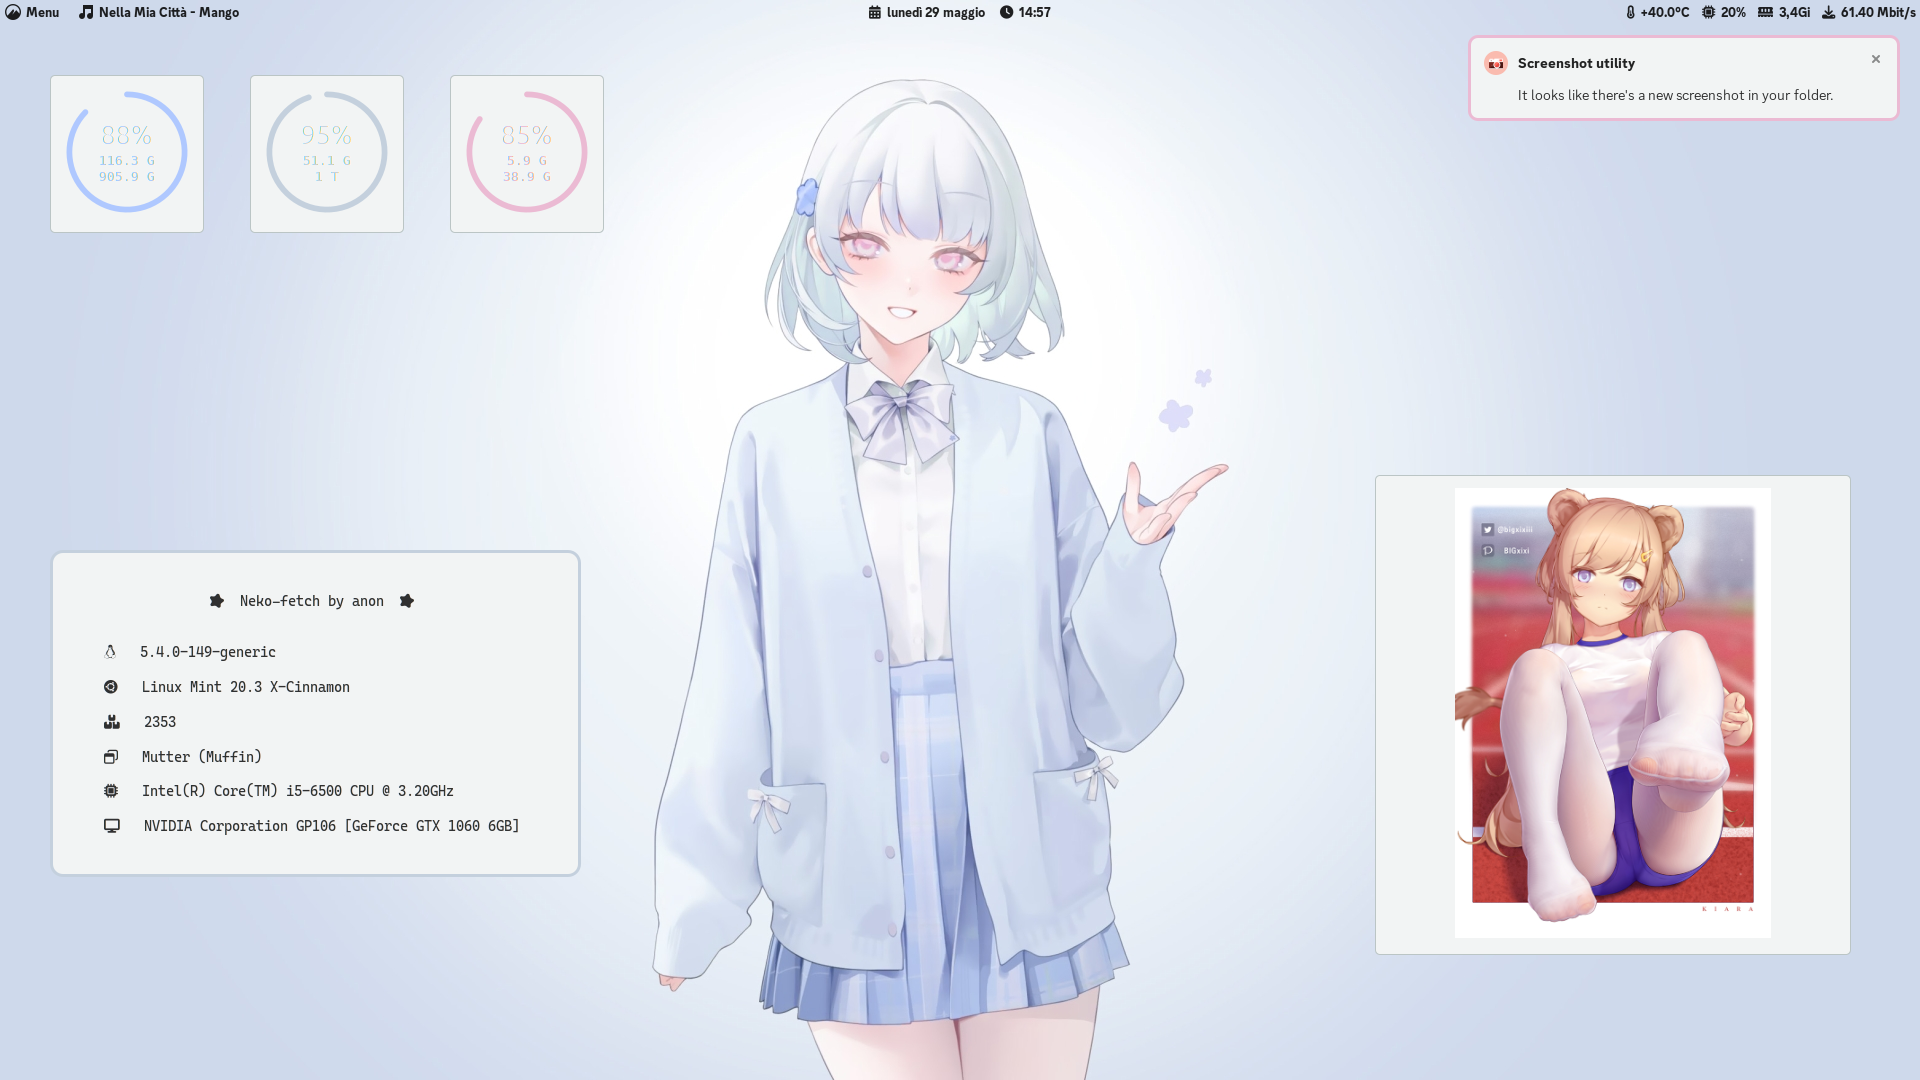 Menu
Nella Mia Città - Mango
lunedì 29 maggio
14:57
+40.0°C
20%
3,4Gi
61.40 Mbit/s
Screenshot utility
It looks like there's a new screenshot in your folder.
88%
116.3 G
905.9 G
95%
51.1 G
1 T
85%
5.9 G
38.9 G
Neko-fetch by anon
5.4.0-149-generic
Linux Mint 20.3 X-Cinnamon
2353
Mutter (Muffin)
Intel(R) Core(TM) i5-6500 CPU @ 3.20GHz
NVIDIA Corporation GP106 [GeForce GTX 1060 6GB]
@bigxixiii
BIGxixi
KIARA